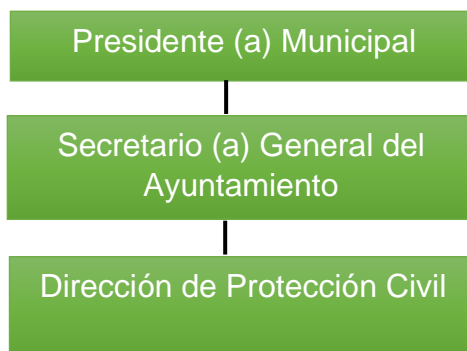 Presidente (a) Municipal
Secretario (a) General del
Ayuntamiento
Dirección de Protección Civil